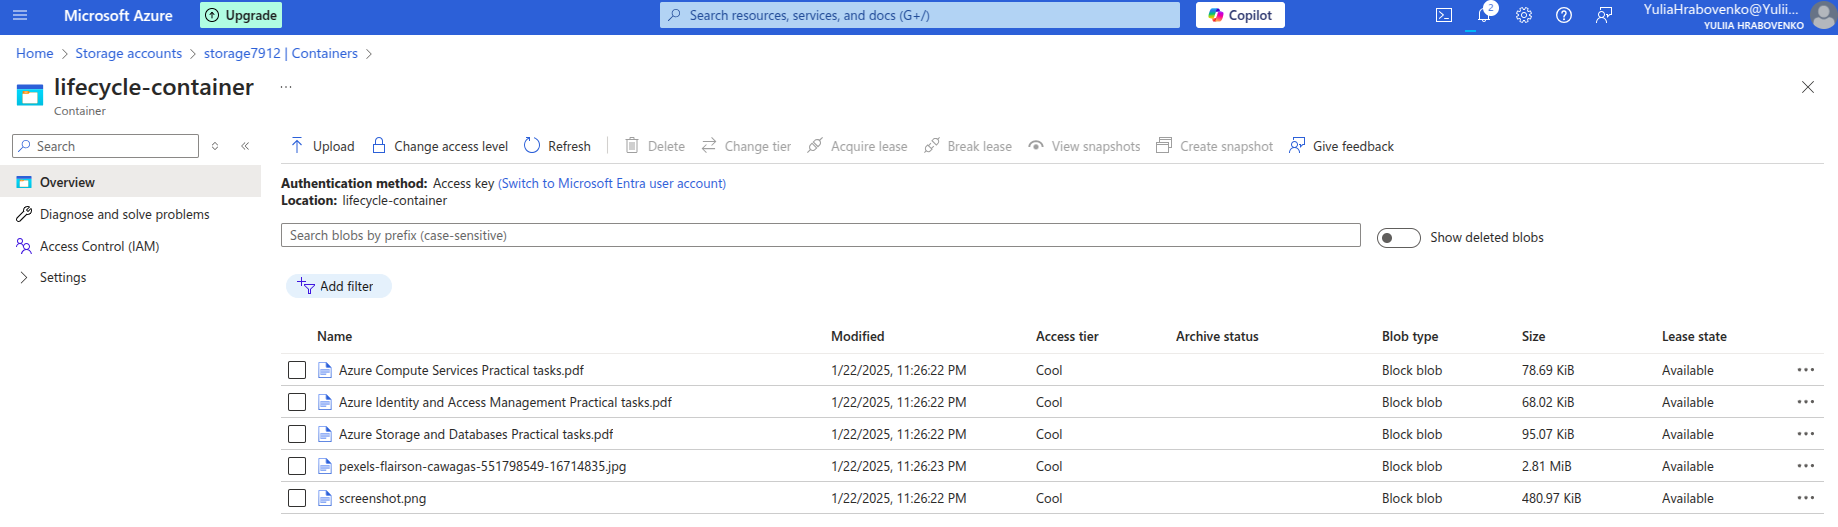 Microsoft Azure
Upgrade
Search resources, services, and docs (G+/)
Copilot
2
YuliaHrabovenko@Yulii...
YULIIA HRABOVENKO
Home > Storage accounts > storage7912 | Containers >
lifecycle-container
...
Container
Search
Overview
Diagnose and solve problems
Access Control (IAM)
Settings
Upload Change access level Refresh Delete Change tier Acquire lease Break lease View snapshots Create snapshot Give feedback
Authentication method: Access key (Switch to Microsoft Entra user account)
Location: lifecycle-container
Search blobs by prefix (case-sensitive)
Show deleted blobs
Add filter
Name Modified Access tier Archive status Blob type Size Lease state
Azure Compute Services Practical tasks.pdf 1/22/2025, 11:26:22 PM Cool Block blob 78.69 KiB Available
Azure Identity and Access Management Practical tasks.pdf 1/22/2025, 11:26:22 PM Cool Block blob 68.02 KiB Available
Azure Storage and Databases Practical tasks.pdf 1/22/2025, 11:26:22 PM Cool Block blob 95.07 KiB Available
pexels-flairson-cawagas-551798549-16714835.jpg 1/22/2025, 11:26:23 PM Cool Block blob 2.81 MiB Available
screenshot.png 1/22/2025, 11:26:22 PM Cool Block blob 480.97 KiB Available